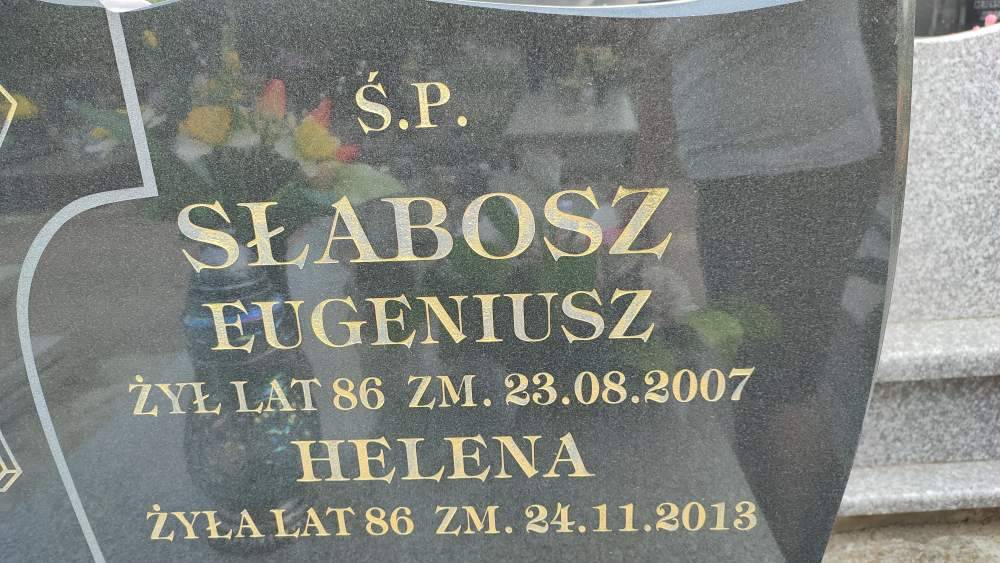 Ś.P.
SŁABOSZ
EUGENIUSZ
ŻYŁ LAT 86 ZM. 23.08.2007
HELENA
ŻYŁA LAT 86 ZM. 24.11.2013